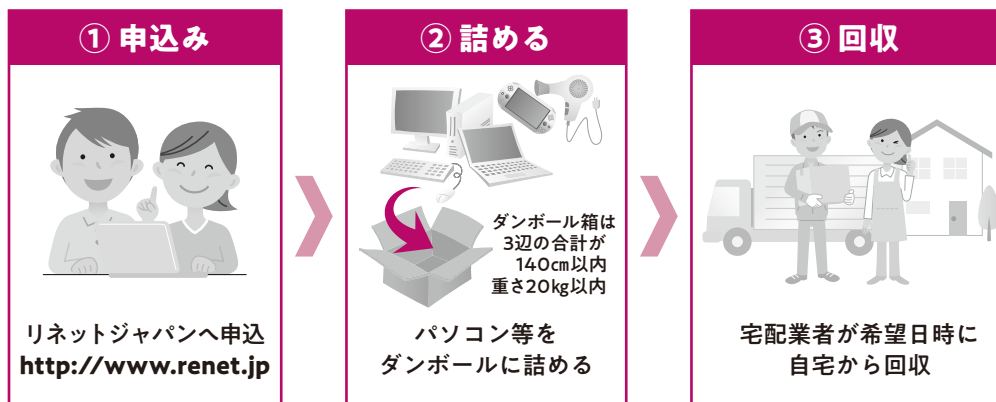 ① 申込み
リネットジャパンへ申込
http://www.renet.jp
② 詰める
ダンボール箱は
3辺の合計が
140㎝以内
重さ20㎏以内
パソコン等を
ダンボールに詰める
③ 回収
宅配業者が希望日時に
自宅から回収